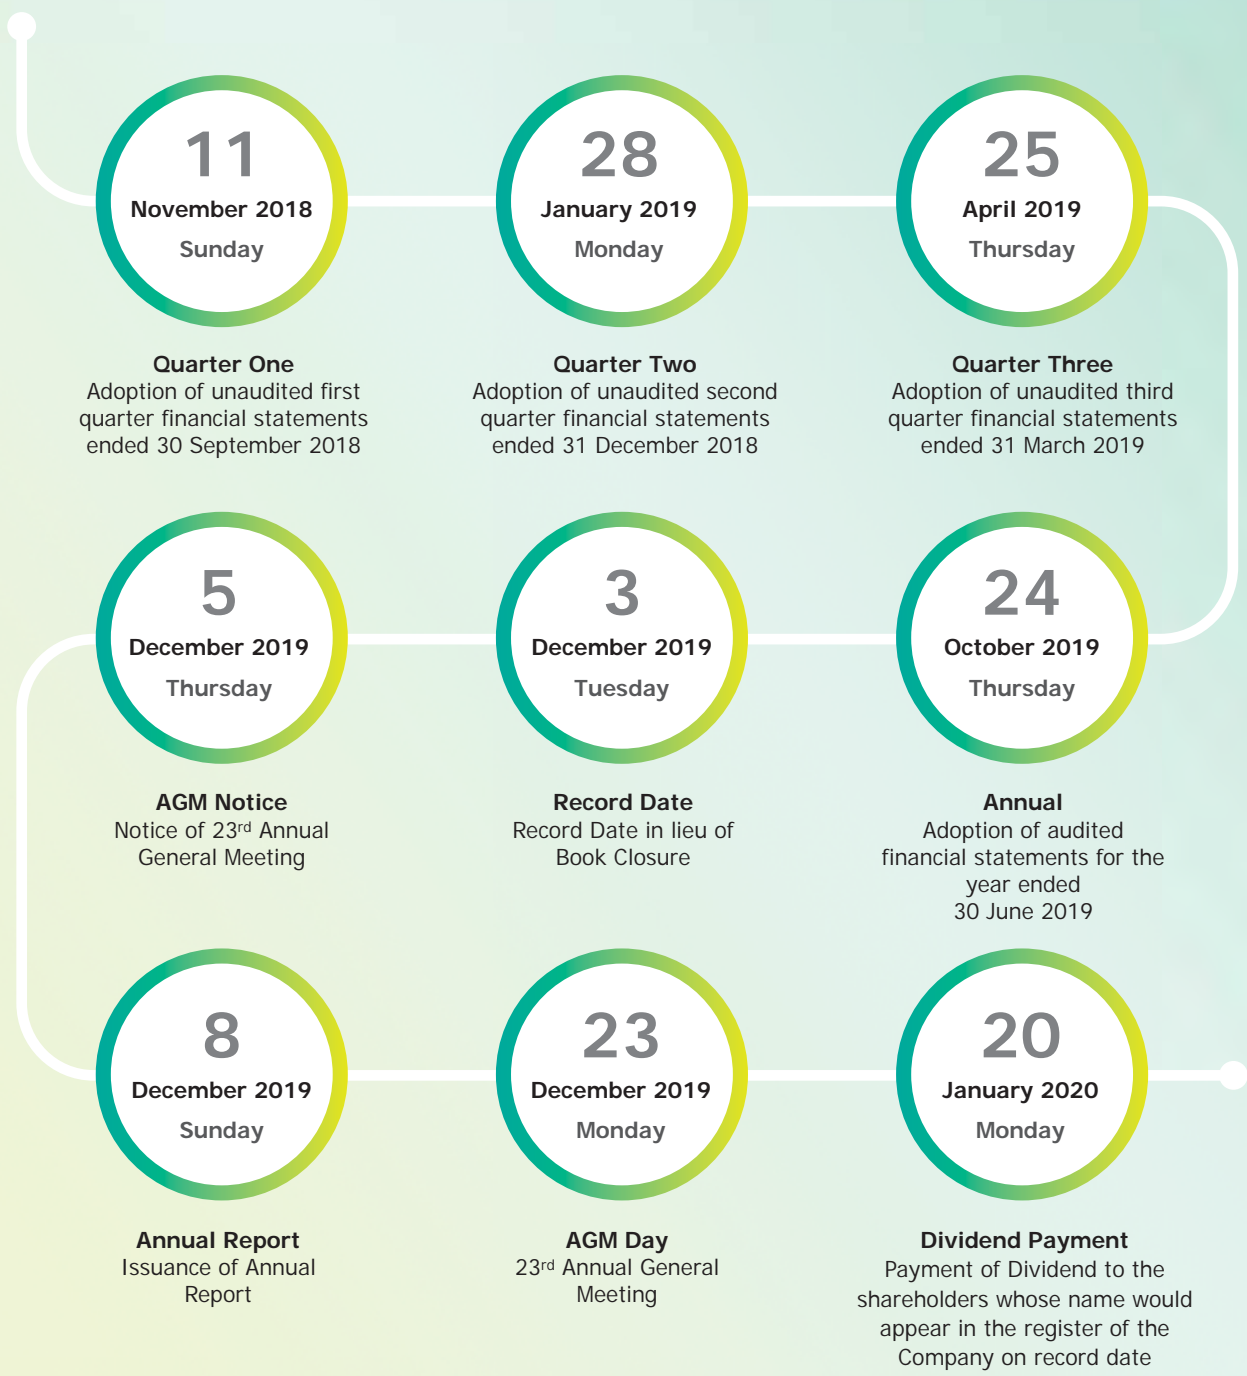 11
November 2018
Sunday
Quarter One
Adoption of unaudited first
quarter financial statements
ended 30 September 2018
28
January 2019
Monday
Quarter Two
Adoption of unaudited second
quarter financial statements
ended 31 December 2018
25
April 2019
Thursday
Quarter Three
Adoption of unaudited third
quarter financial statements
ended 31 March 2019
24
October 2019
Thursday
Annual
Adoption of audited
financial statements for the
year ended
30 June 2019
3
December 2019
Tuesday
Record Date
Record Date in lieu of
Book Closure
5
December 2019
Thursday
AGM Notice
Notice of 23rd Annual
General Meeting
8
December 2019
Sunday
Annual Report
Issuance of Annual
Report
23
December 2019
Monday
AGM Day
23rd Annual General
Meeting
20
January 2020
Monday
Dividend Payment
Payment of Dividend to the
shareholders whose name would
appear in the register of the
Company on record date